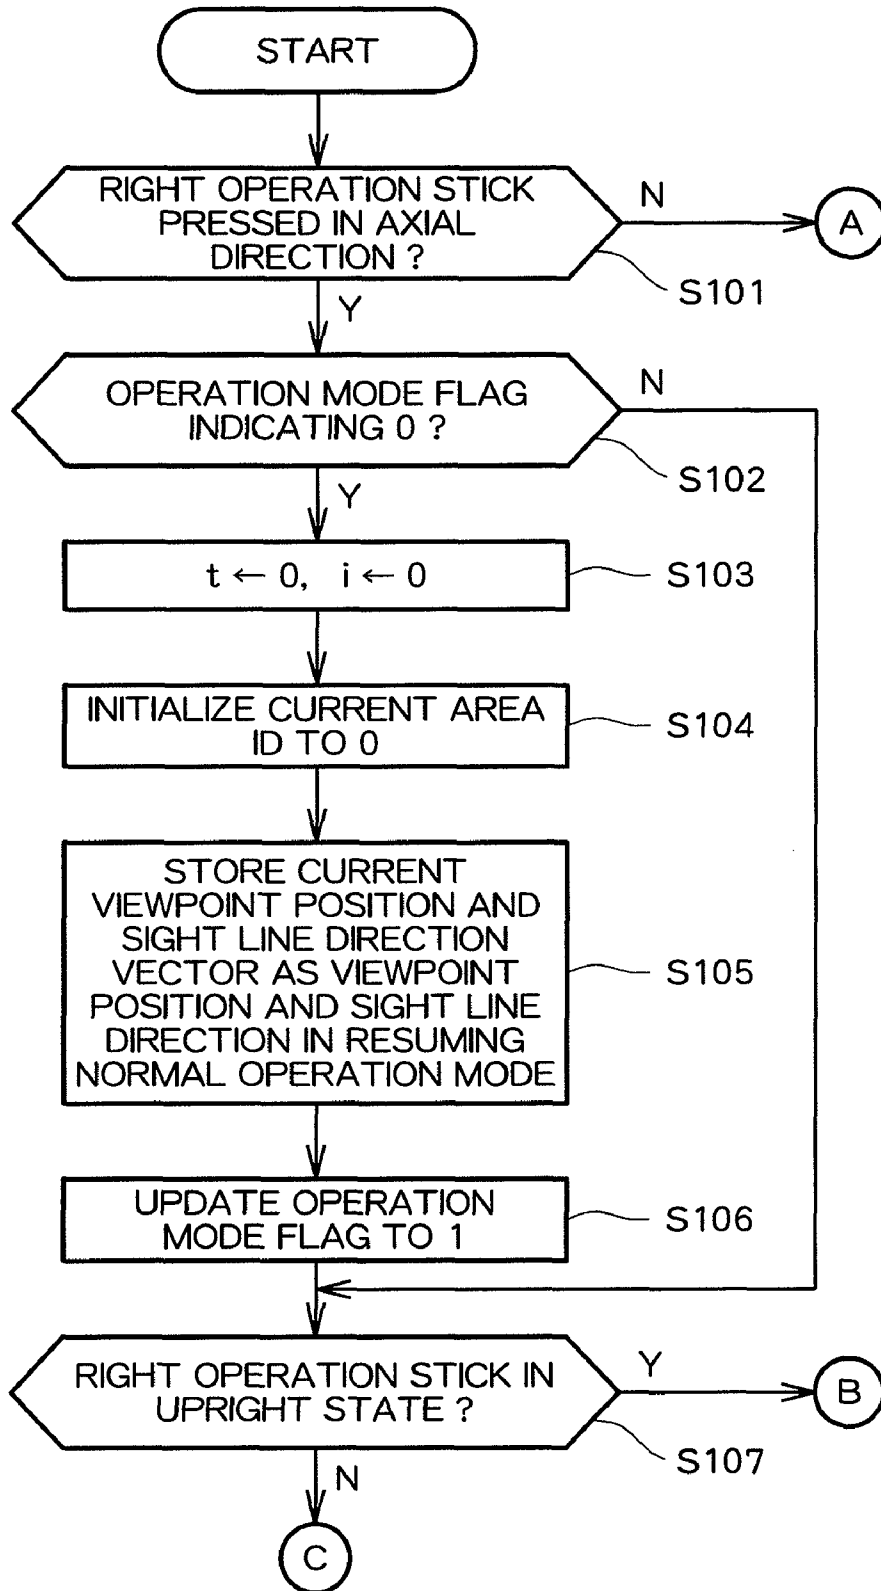 START
RIGHT OPERATION STICK
PRESSED IN AXIAL
DIRECTION ?
N
A
S101
Y
OPERATION MODE FLAG
INDICATING 0 ?
N
S102
Y
t ← 0, i ← 0
S103
INITIALIZE CURRENT AREA
ID TO 0
S104
STORE CURRENT
VIEWPOINT POSITION AND
SIGHT LINE DIRECTION
VECTOR AS VIEWPOINT
POSITION AND SIGHT LINE
DIRECTION IN RESUMING
NORMAL OPERATION MODE
S105
UPDATE OPERATION
MODE FLAG TO 1
S106
RIGHT OPERATION STICK IN
UPRIGHT STATE ?
Y
B
S107
N
C